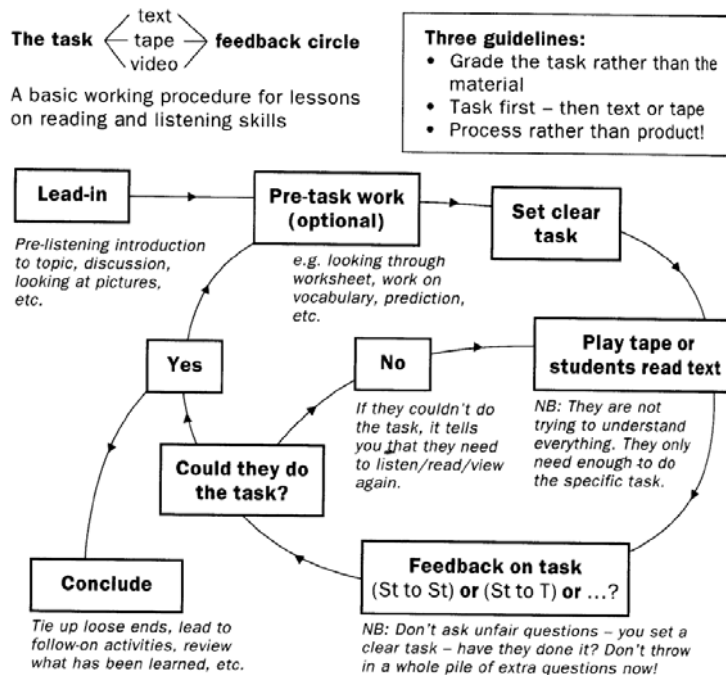 text
The task tape feedback circle
video
A basic working procedure for lessons
on reading and listening skills
Three guidelines:
• Grade the task rather than the
material
• Task first – then text or tape
• Process rather than product!
Lead-in
Pre-listening introduction
to topic, discussion,
looking at pictures,
etc.
Pre-task work
(optional)
e.g. looking through
worksheet, work on
vocabulary, prediction,
etc.
Set clear
task
Play tape or
students read text
NB: They are not
trying to understand
everything. They only
need enough to do
the specific task.
Yes
No
If they couldn't do
the task, it tells
you that they need
to listen/read/view
again.
Could they do
the task?
Feedback on task
(St to St) or (St to T) or ...?
NB: Don't ask unfair questions – you set a
clear task – have they done it? Don't throw
in a whole pile of extra questions now!
Conclude
Tie up loose ends, lead to
follow-on activities, review
what has been learned, etc.